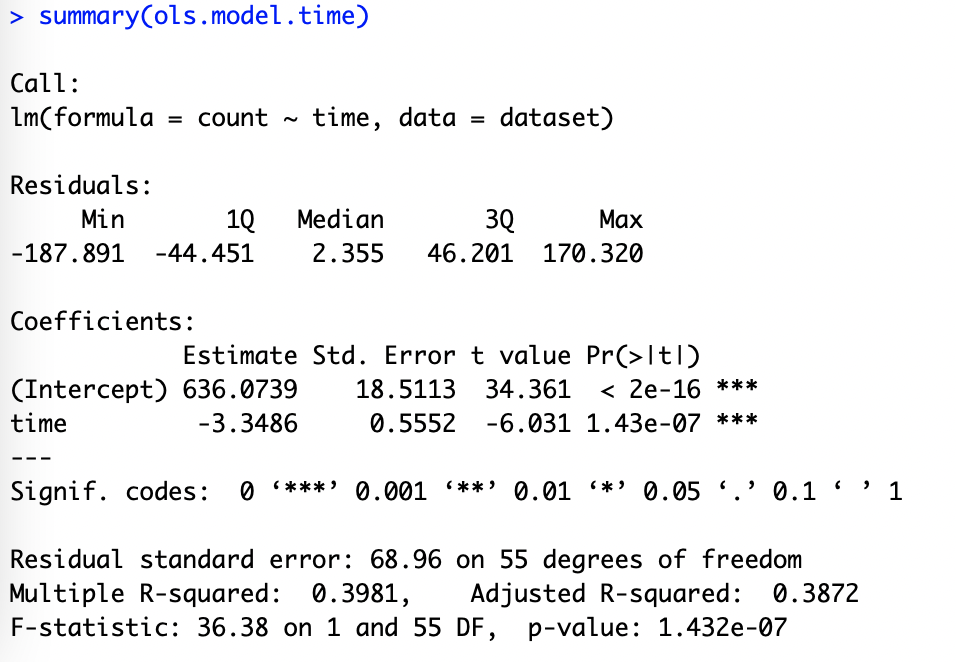 > summary(ols.model.time)
Call:
lm(formula = count ~ time, data = dataset)
Residuals:
     Min       1Q   Median       3Q      Max
-187.891  -44.451    2.355   46.201  170.320
Coefficients:
            Estimate Std. Error t value Pr(>|t|)
(Intercept) 636.0739    18.5113  34.361  < 2e-16 ***
time         -3.3486     0.5552  -6.031 1.43e-07 ***
---
Signif. codes:  0 ‘***’ 0.001 ‘**’ 0.01 ‘*’ 0.05 ‘.’ 0.1 ‘ ’ 1
Residual standard error: 68.96 on 55 degrees of freedom
Multiple R-squared:  0.3981,    Adjusted R-squared:  0.3872
F-statistic: 36.38 on 1 and 55 DF,  p-value: 1.432e-07